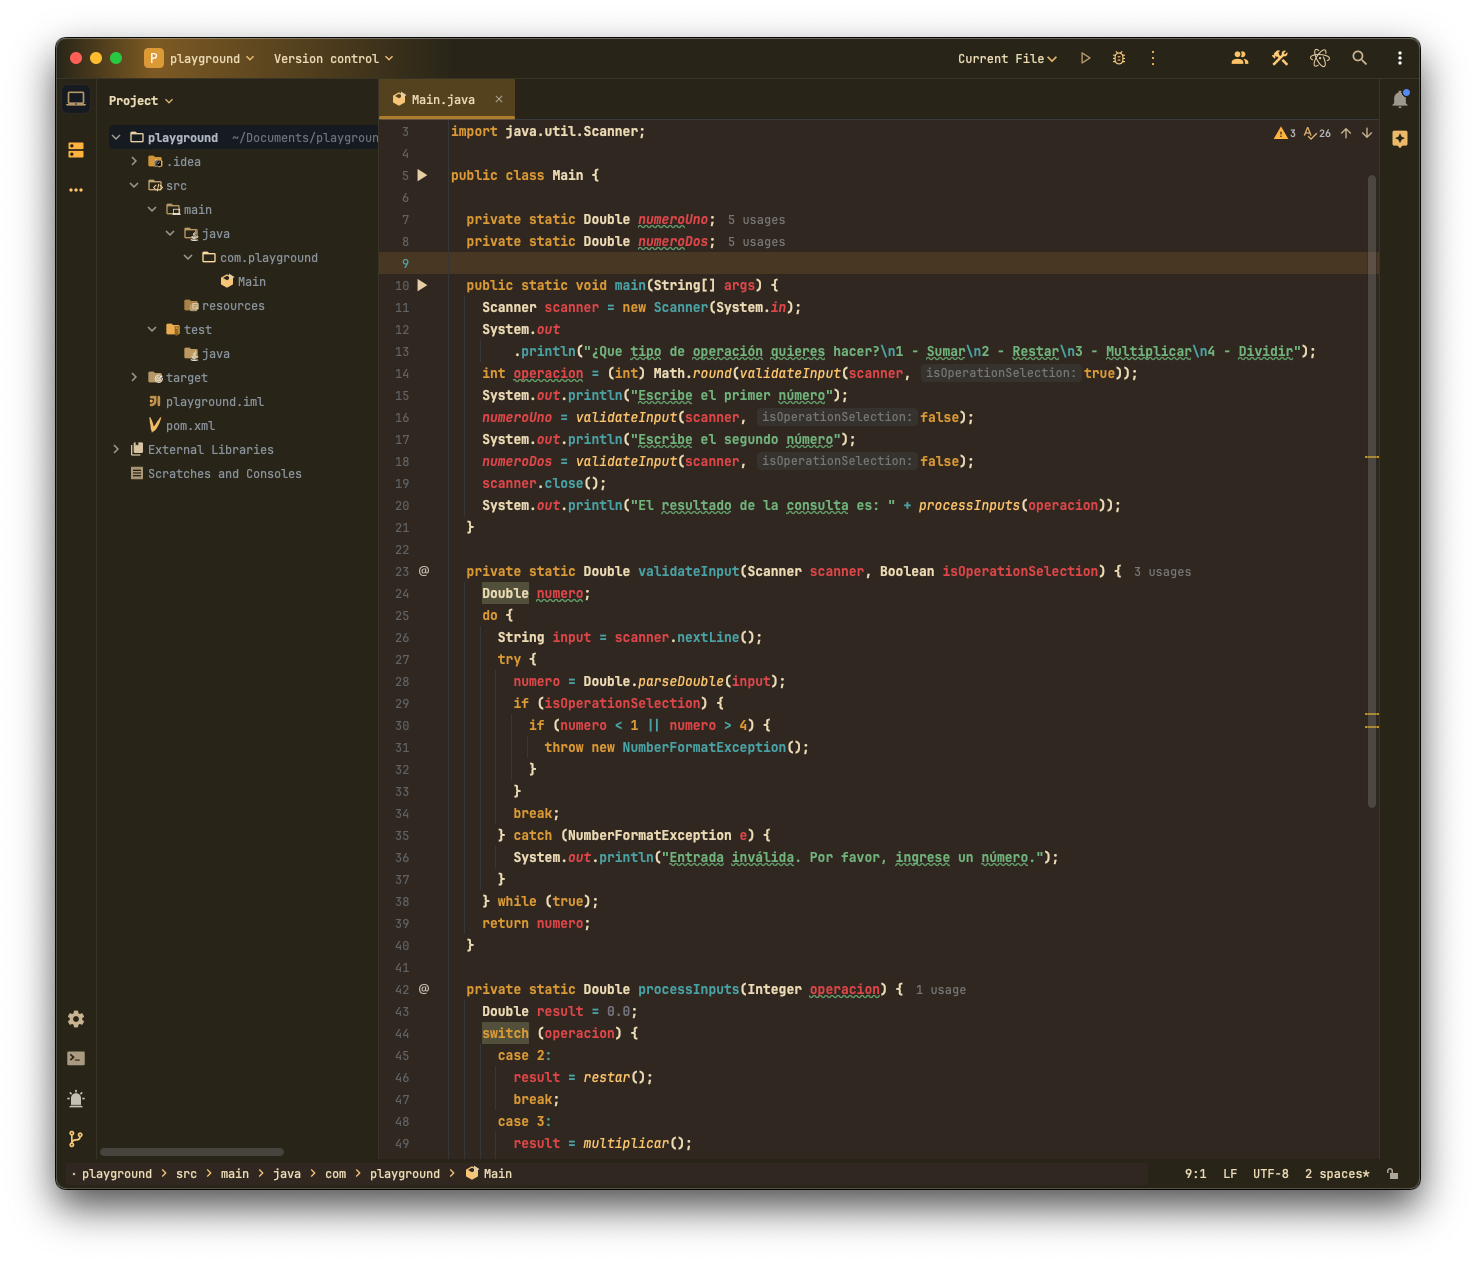 P playground Version control Current File
Project
Main.java
playground ~/Documents/playgroun
.idea
src
main
java
com.playground
Main
resources
test
java
target
playground.iml
pom.xml
External Libraries
Scratches and Consoles
3 26
3 import java.util.Scanner;
4
5 public class Main {
6
7 private static Double numeroUno; 5 usages
8 private static Double numeroDos; 5 usages
9
10 public static void main(String[] args) {
11 Scanner scanner = new Scanner(System.in);
12 System.out
13 .println("¿Que tipo de operación quieres hacer?\n1 - Sumar\n2 - Restar\n3 - Multiplicar\n4 - Dividir");
14 int operacion = (int) Math.round(validateInput(scanner, isOperationSelection: true));
15 System.out.println("Escribe el primer número");
16 numeroUno = validateInput(scanner, isOperationSelection: false);
17 System.out.println("Escribe el segundo número");
18 numeroDos = validateInput(scanner, isOperationSelection: false);
19 scanner.close();
20 System.out.println("El resultado de la consulta es: " + processInputs(operacion));
21 }
22
23 @ private static Double validateInput(Scanner scanner, Boolean isOperationSelection) { 3 usages
24 Double numero;
25 do {
26 String input = scanner.nextLine();
27 try {
28 numero = Double.parseDouble(input);
29 if (isOperationSelection) {
30 if (numero < 1 || numero > 4) {
31 throw new NumberFormatException();
32 }
33 }
34 break;
35 } catch (NumberFormatException e) {
36 System.out.println("Entrada inválida. Por favor, ingrese un número.");
37 }
38 } while (true);
39 return numero;
40 }
41
42 @ private static Double processInputs(Integer operacion) { 1 usage
43 Double result = 0.0;
44 switch (operacion) {
45 case 2:
46 result = restar();
47 break;
48 case 3:
49 result = multiplicar();
playground > src > main > java > com > playground > Main
9:1 LF UTF-8 2 spaces*